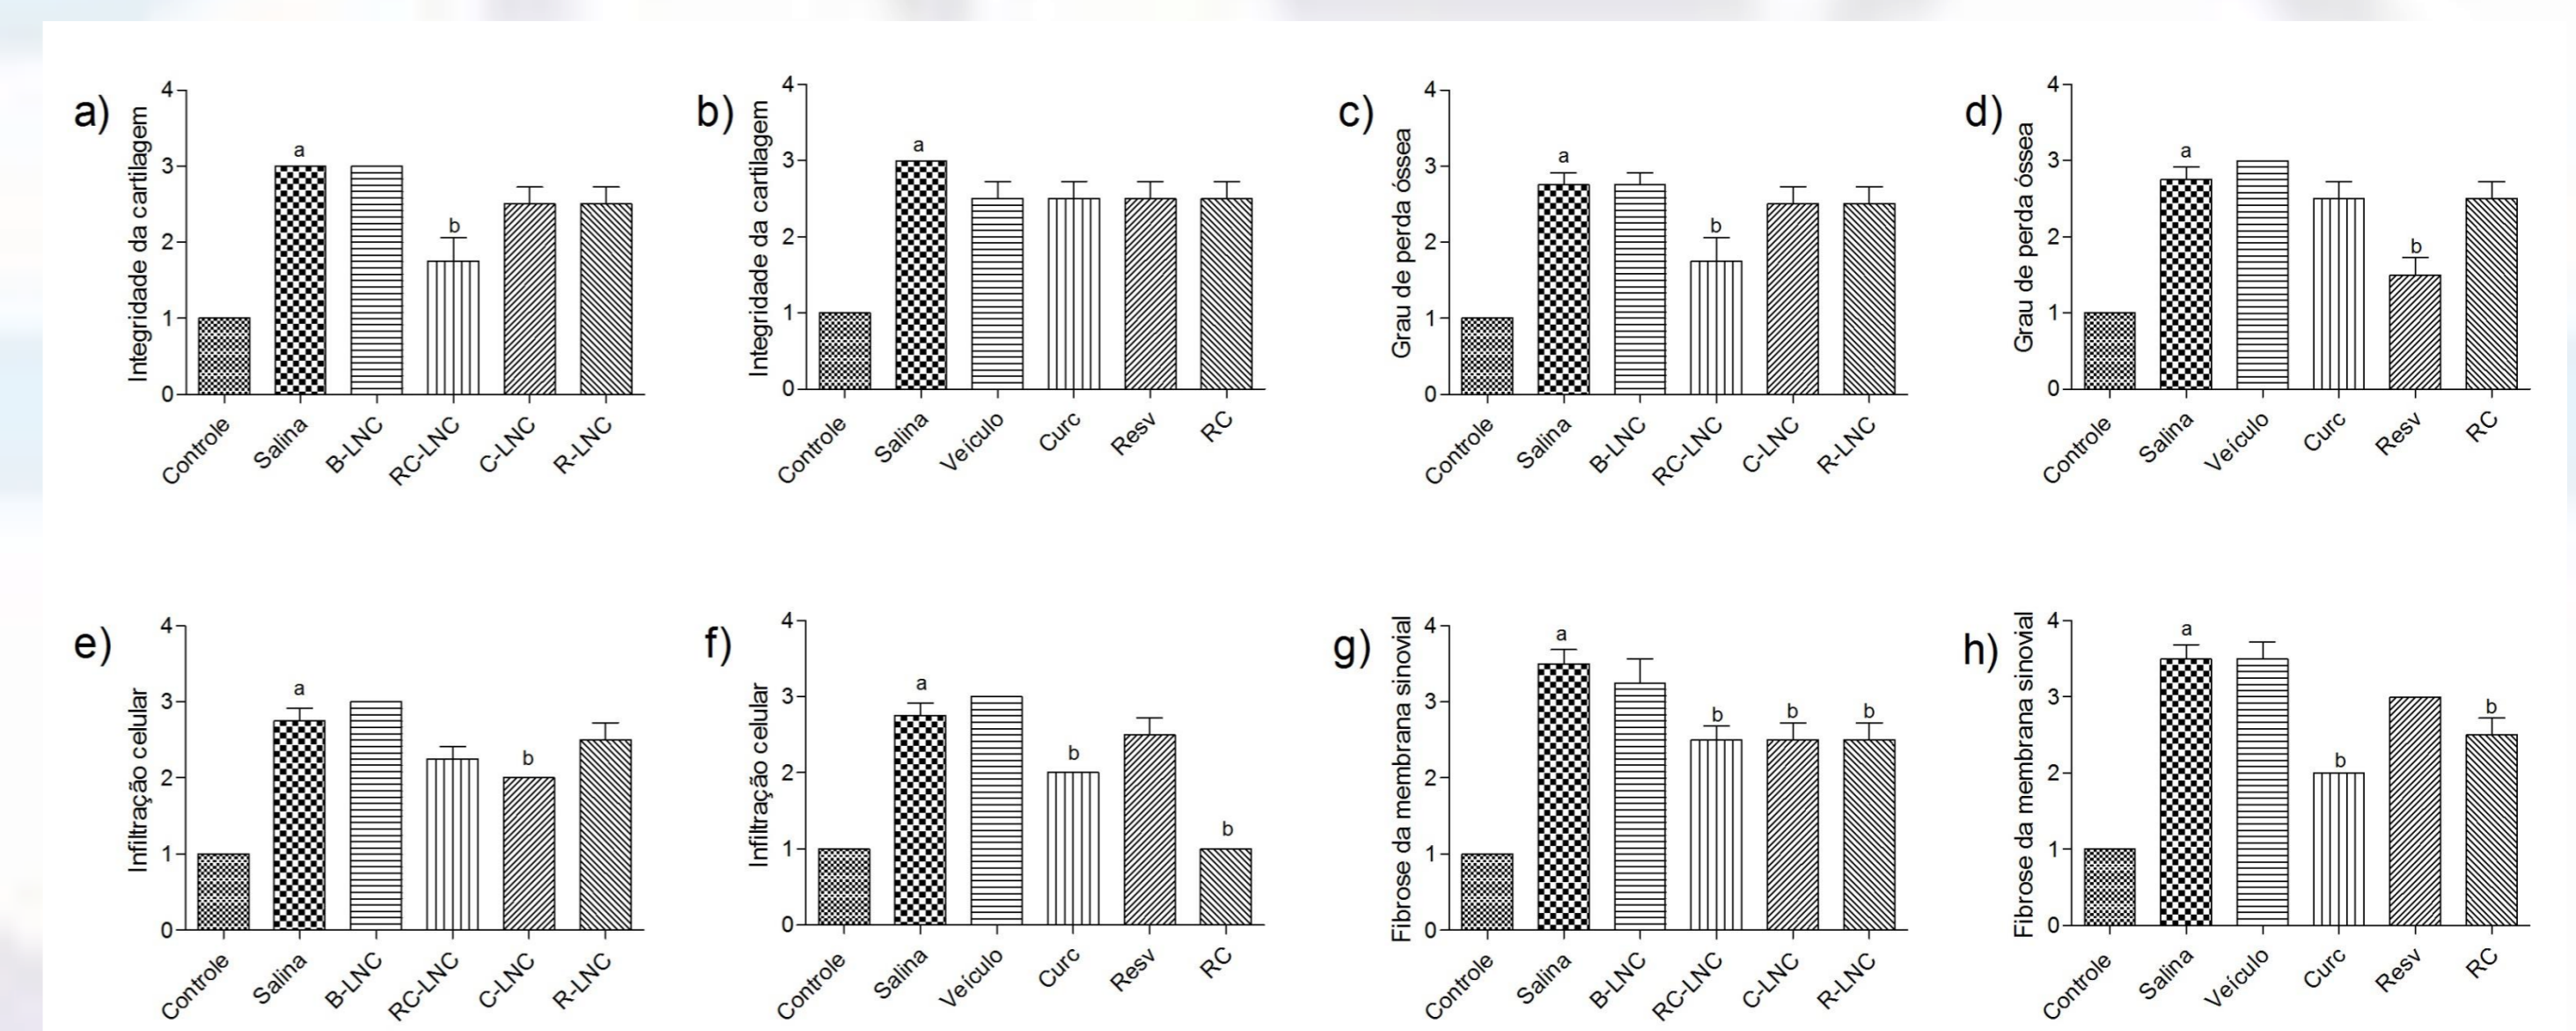 a)
Integridade da cartilagem
4
3
2
1
0
a
b
Controle
Salina
B-LNC
RC-LNC
C-LNC
R-LNC
b)
Integridade da cartilagem
4
3
2
1
0
a
Controle
Salina
Veículo
Curc
Resv
RC
c)
Grau de perda óssea
4
3
2
1
0
a
b
Controle
Salina
B-LNC
RC-LNC
C-LNC
R-LNC
d)
Grau de perda óssea
4
3
2
1
0
a
b
Controle
Salina
Veículo
Curc
Resv
RC
e)
Infiltração celular
4
3
2
1
0
a
b
Controle
Salina
B-LNC
RC-LNC
C-LNC
R-LNC
f)
Infiltração celular
4
3
2
1
0
a
b
b
Controle
Salina
Veículo
Curc
Resv
RC
g)
Fibrose da membrana sinovial
4
3
2
1
0
a
b
b
b
Controle
Salina
B-LNC
RC-LNC
C-LNC
R-LNC
h)
Fibrose da membrana sinovial
4
3
2
1
0
a
b
b
Controle
Salina
Veículo
Curc
Resv
RC